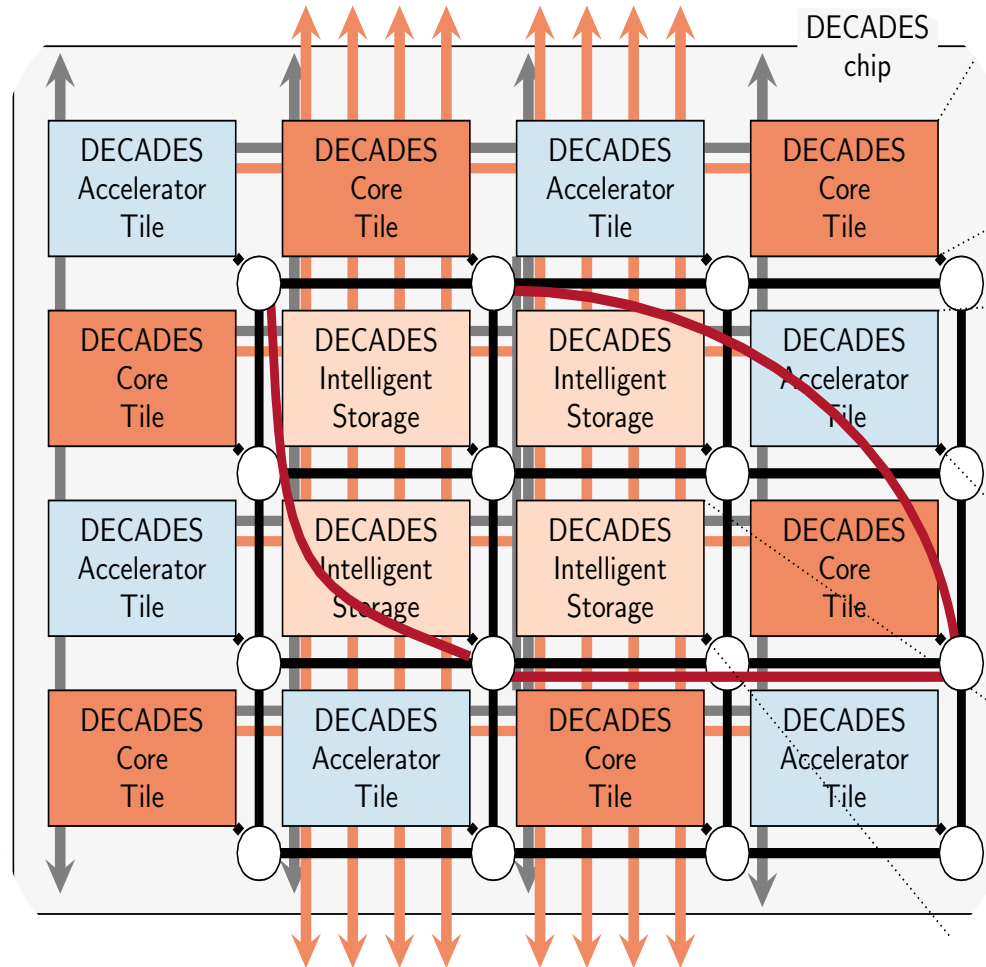 DECADES
chip
DECADES
Accelerator
Tile
DECADES
Core
Tile
DECADES
Accelerator
Tile
DECADES
Core
Tile
DECADES
Core
Tile
DECADES
Intelligent
Storage
DECADES
Intelligent
Storage
DECADES
Accelerator
Tile
DECADES
Accelerator
Tile
DECADES
Intelligent
Storage
DECADES
Intelligent
Storage
DECADES
Core
Tile
DECADES
Core
Tile
DECADES
Accelerator
Tile
DECADES
Core
Tile
DECADES
Accelerator
Tile